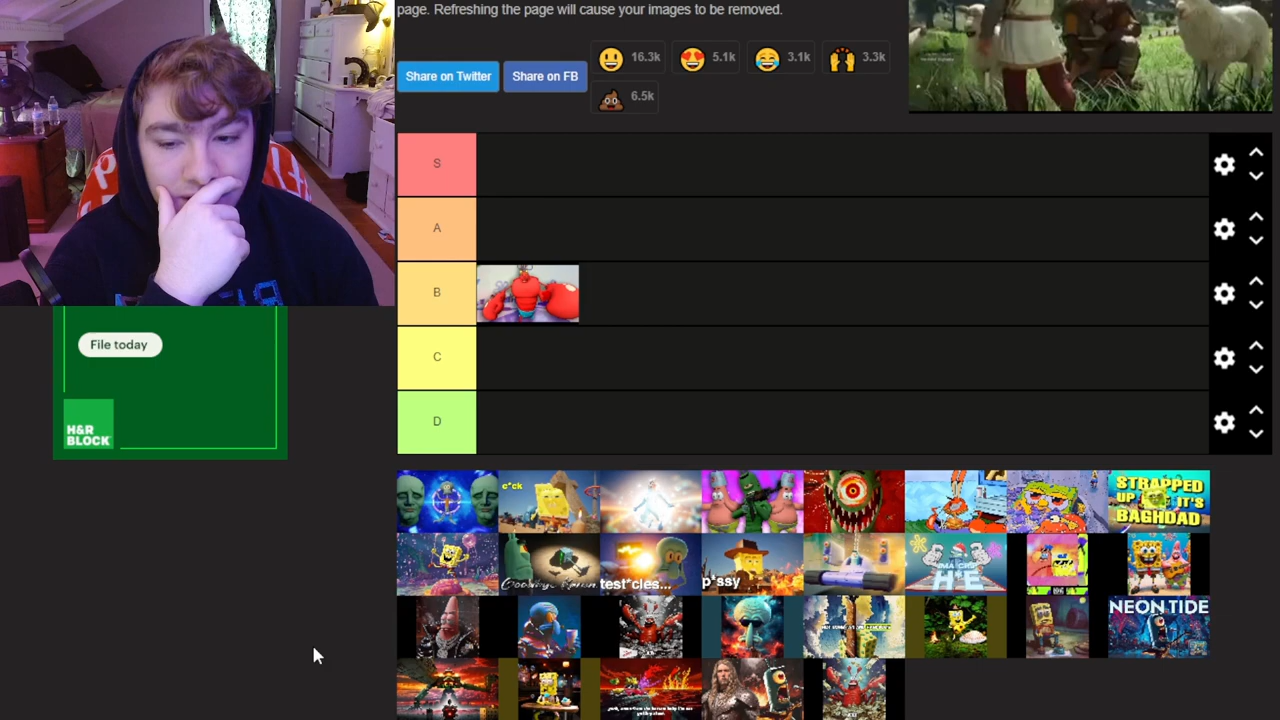 page. Refreshing the page will cause your images to be removed.
Share on Twitter
Share on FB
16.3k
5.1k
3.1k
3.3k
6.5k
S
A
B
C
D
File today
H&R
BLOCK
c*ck
STRAPPED
UP
IT'S
BAGHDAD
Goodbye
test*cles...
p*ssy
NEON TIDE